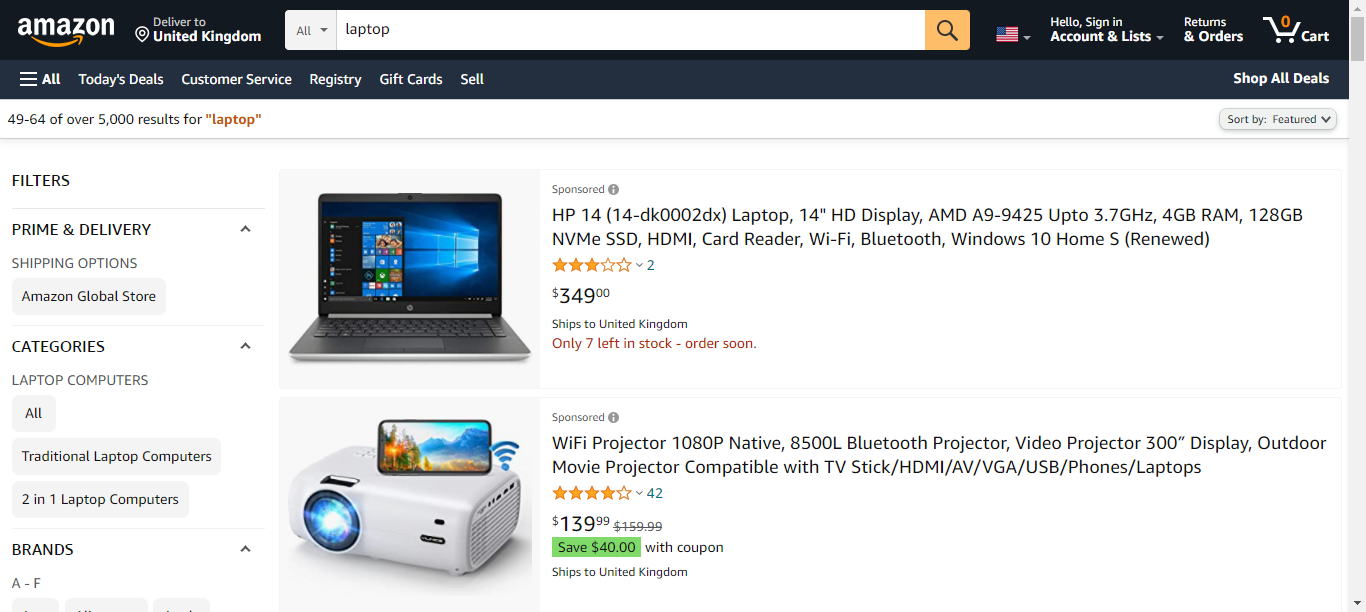 amazon
Deliver to
United Kingdom
All
laptop
Hello, Sign in
Account & Lists
Returns
& Orders
0
Cart
All
Today's Deals
Customer Service
Registry
Gift Cards
Sell
Shop All Deals
49-64 of over 5,000 results for "laptop"
Sort by: Featured
FILTERS
PRIME & DELIVERY
SHIPPING OPTIONS
Amazon Global Store
CATEGORIES
LAPTOP COMPUTERS
All
Traditional Laptop Computers
2 in 1 Laptop Computers
BRANDS
A - F
Sponsored
HP 14 (14-dk0002dx) Laptop, 14" HD Display, AMD A9-9425 Upto 3.7GHz, 4GB RAM, 128GB
NVMe SSD, HDMI, Card Reader, Wi-Fi, Bluetooth, Windows 10 Home S (Renewed)
2
$34900
Ships to United Kingdom
Only 7 left in stock - order soon.
Sponsored
WiFi Projector 1080P Native, 8500L Bluetooth Projector, Video Projector 300″ Display, Outdoor
Movie Projector Compatible with TV Stick/HDMI/AV/VGA/USB/Phones/Laptops
42
$13999 $159.99
Save $40.00 with coupon
Ships to United Kingdom